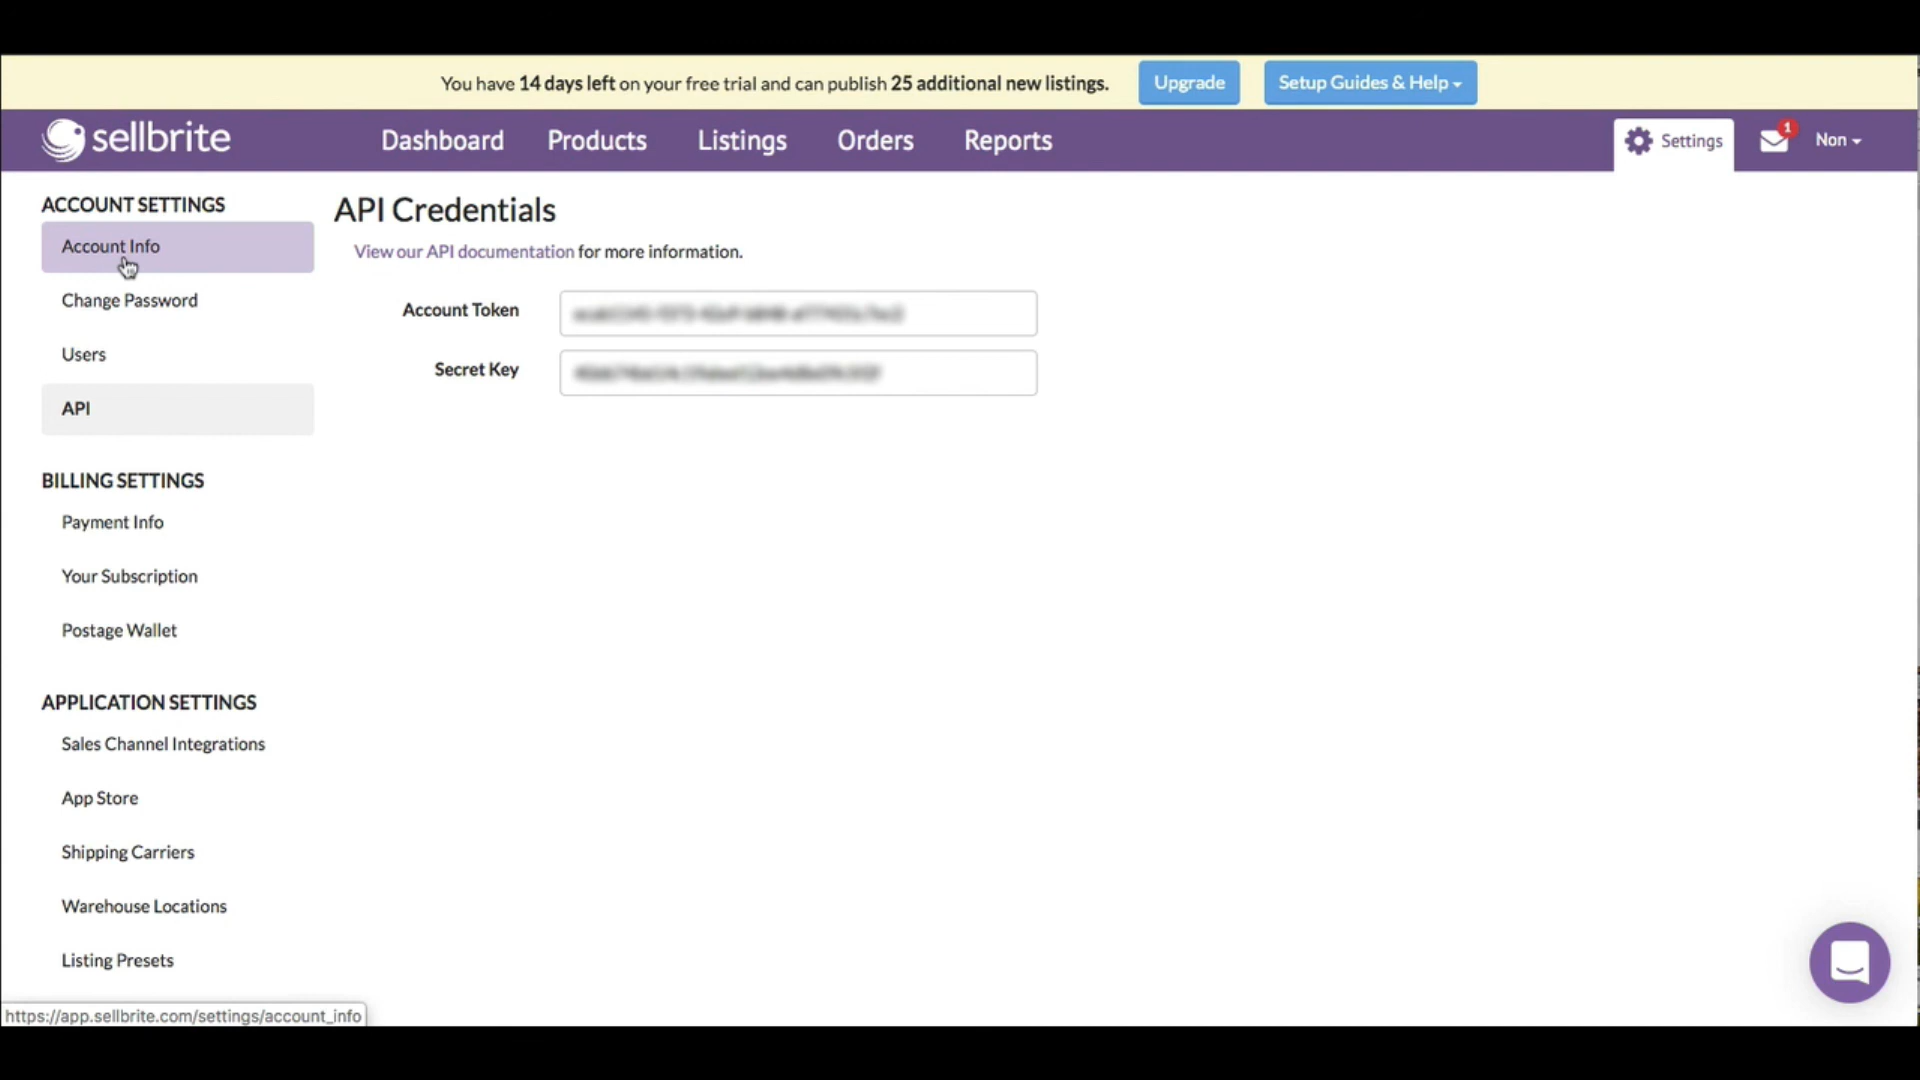 You have 14 days left on your free trial and can publish 25 additional new listings.
Upgrade
Setup Guides & Help
sellbrite
Dashboard
Products
Listings
Orders
Reports
Settings
1
Non
ACCOUNT SETTINGS
Account Info
Change Password
Users
API
BILLING SETTINGS
Payment Info
Your Subscription
Postage Wallet
APPLICATION SETTINGS
Sales Channel Integrations
App Store
Shipping Carriers
Warehouse Locations
Listing Presets
API Credentials
View our API documentation for more information.
Account Token
Secret Key
https://app.sellbrite.com/settings/account_info